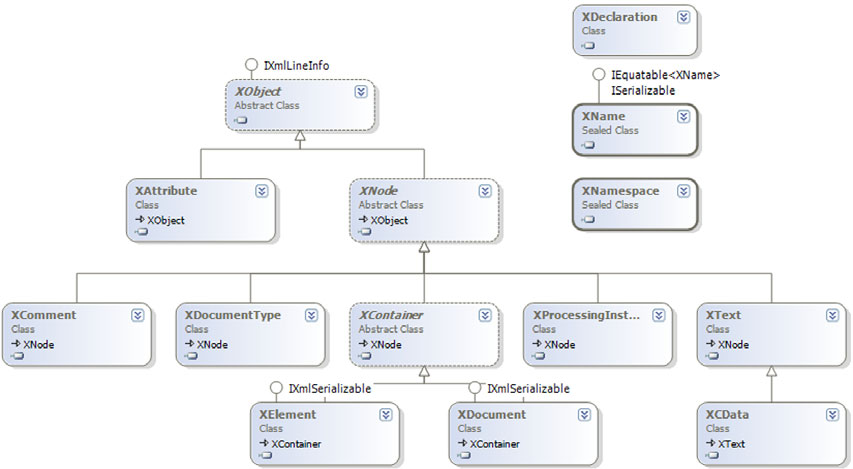 XDeclaration
Class
IXmlLineInfo
IEquatable<XName>
ISerializable
XObject
Abstract Class
XName
Sealed Class
XAttribute
Class
XObject
XNode
Abstract Class
XObject
XNamespace
Sealed Class
XComment
Class
XNode
XDocumentType
Class
XNode
XContainer
Abstract Class
XNode
XProcessingInst...
Class
XNode
XText
Class
XNode
IXmlSerializable
IXmlSerializable
XElement
Class
XContainer
XDocument
Class
XContainer
XCData
Class
XText